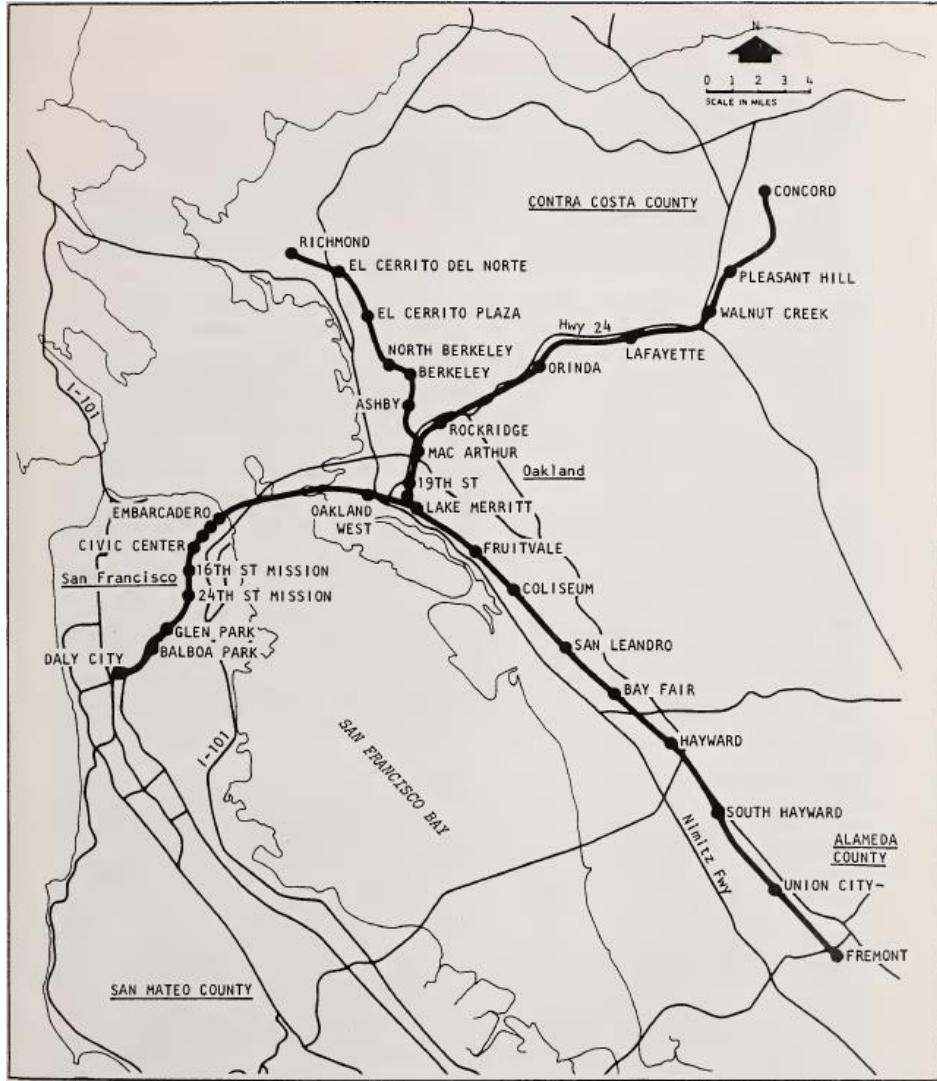 N
0 1 2 3 4
SCALE IN MILES
CONCORD
CONTRA COSTA COUNTY
RICHMOND
EL CERRITO DEL NORTE
PLEASANT HILL
EL CERRITO PLAZA
WALNUT CREEK
Hwy 24
LAFAYETTE
NORTH BERKELEY
ORINDA
BERKELEY
I-101
ASHBY
ROCKRIDGE
MAC ARTHUR
Oakland
19TH ST
OAKLAND
WEST
LAKE MERRITT
EMBARCADERO
CIVIC CENTER
FRUITVALE
San Francisco
16TH ST MISSION
24TH ST MISSION
COLISEUM
GLEN PARK
BALBOA PARK
DALY CITY
SAN LEANDRO
BAY FAIR
HAYWARD
I-101
SAN FRANCISCO BAY
SOUTH HAYWARD
Nimitz Fwy
ALAMEDA
COUNTY
UNION CITY-
FREMONT
SAN MATEO COUNTY